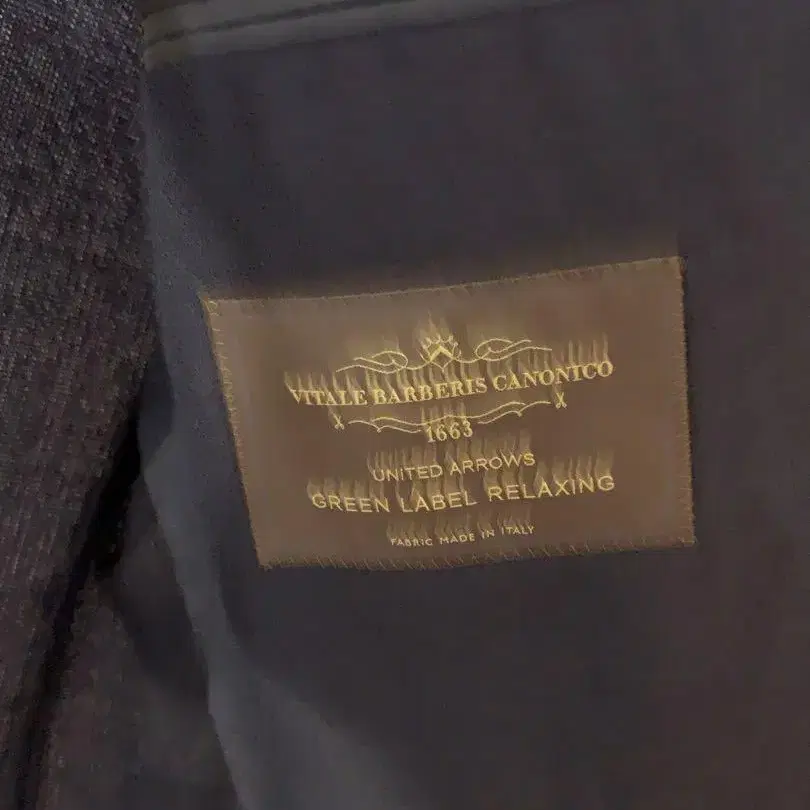 VITALE BARBERIS CANONICO
1663
UNITED ARROWS
GREEN LABEL RELAXING
FABRIC MADE IN ITALY